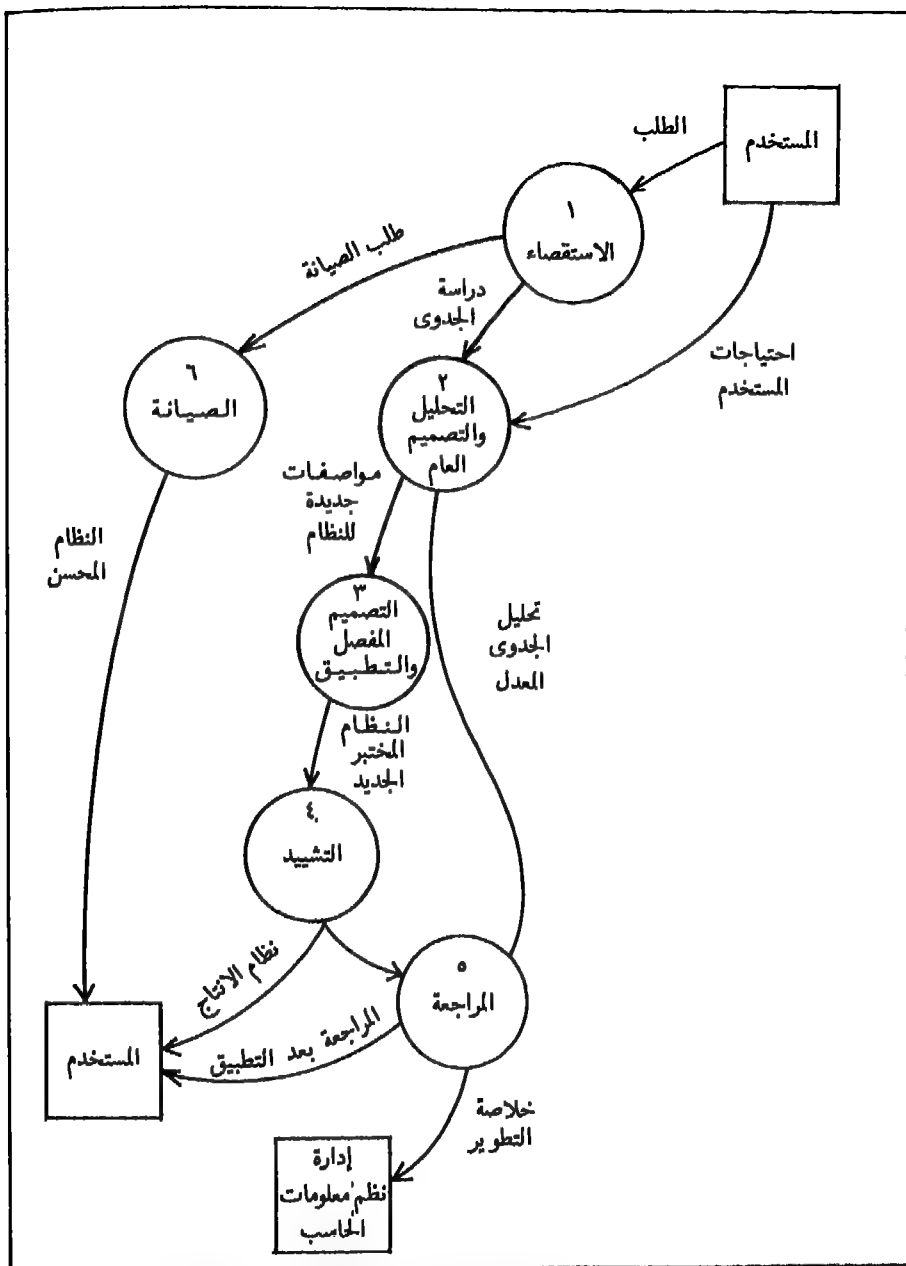 المستخدم
الطلب
١
الاستقصاء
طلب الصيانة
دراسة
الجدوى
احتياجات
المستخدم
٦
الصيانة
٢
التحليل
والتصميم
العام
مواصفات
جديدة
للنظام
النظام
المحسن
٣
التصميم
المفصل
والتطبيق
تحليل
الجدوى
المعدل
النظام
المختبر
الجديد
٤
التشييد
نظام الانتاج
٥
المراجعة
المراجعة بعد التطبيق
المستخدم
خلاصة
التطوير
إدارة
نظم معلومات
الحاسب